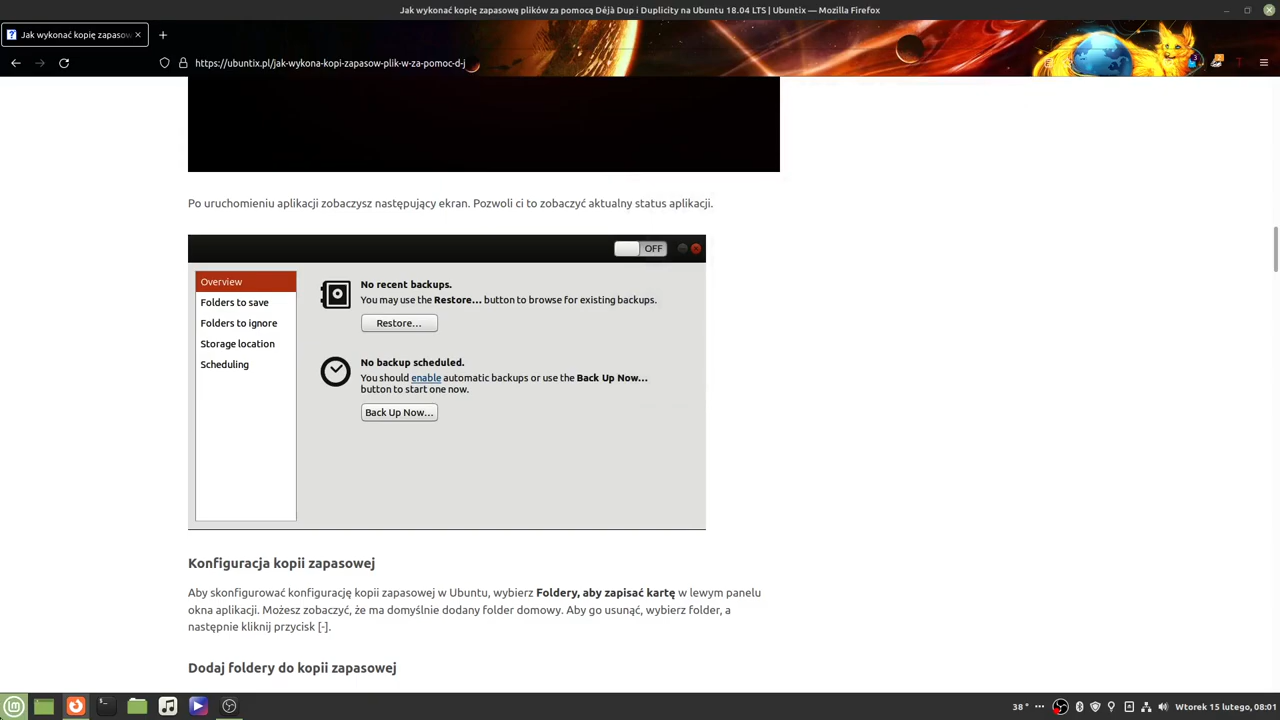 Jak wykonać kopię zapasową plików za pomocą Déjà Dup i Duplicity na Ubuntu 18.04 LTS | Ubuntix — Mozilla Firefox
Jak wykonać kopię zapasow
https://ubuntix.pl/jak-wykona-kopi-zapasow-plik-w-za-pomoc-d-j
3
Po uruchomieniu aplikacji zobaczysz następujący ekran. Pozwoli ci to zobaczyć aktualny status aplikacji.
OFF
Overview
Folders to save
Folders to ignore
Storage location
Scheduling
No recent backups.
You may use the Restore… button to browse for existing backups.
Restore…
No backup scheduled.
You should enable automatic backups or use the Back Up Now…
button to start one now.
Back Up Now…
Konfiguracja kopii zapasowej
Aby skonfigurować konfigurację kopii zapasowej w Ubuntu, wybierz Foldery, aby zapisać kartę w lewym panelu
okna aplikacji. Możesz zobaczyć, że ma domyślnie dodany folder domowy. Aby go usunąć, wybierz folder, a
następnie kliknij przycisk [-].
Dodaj foldery do kopii zapasowej
38 °
Wtorek 15 lutego, 08:01